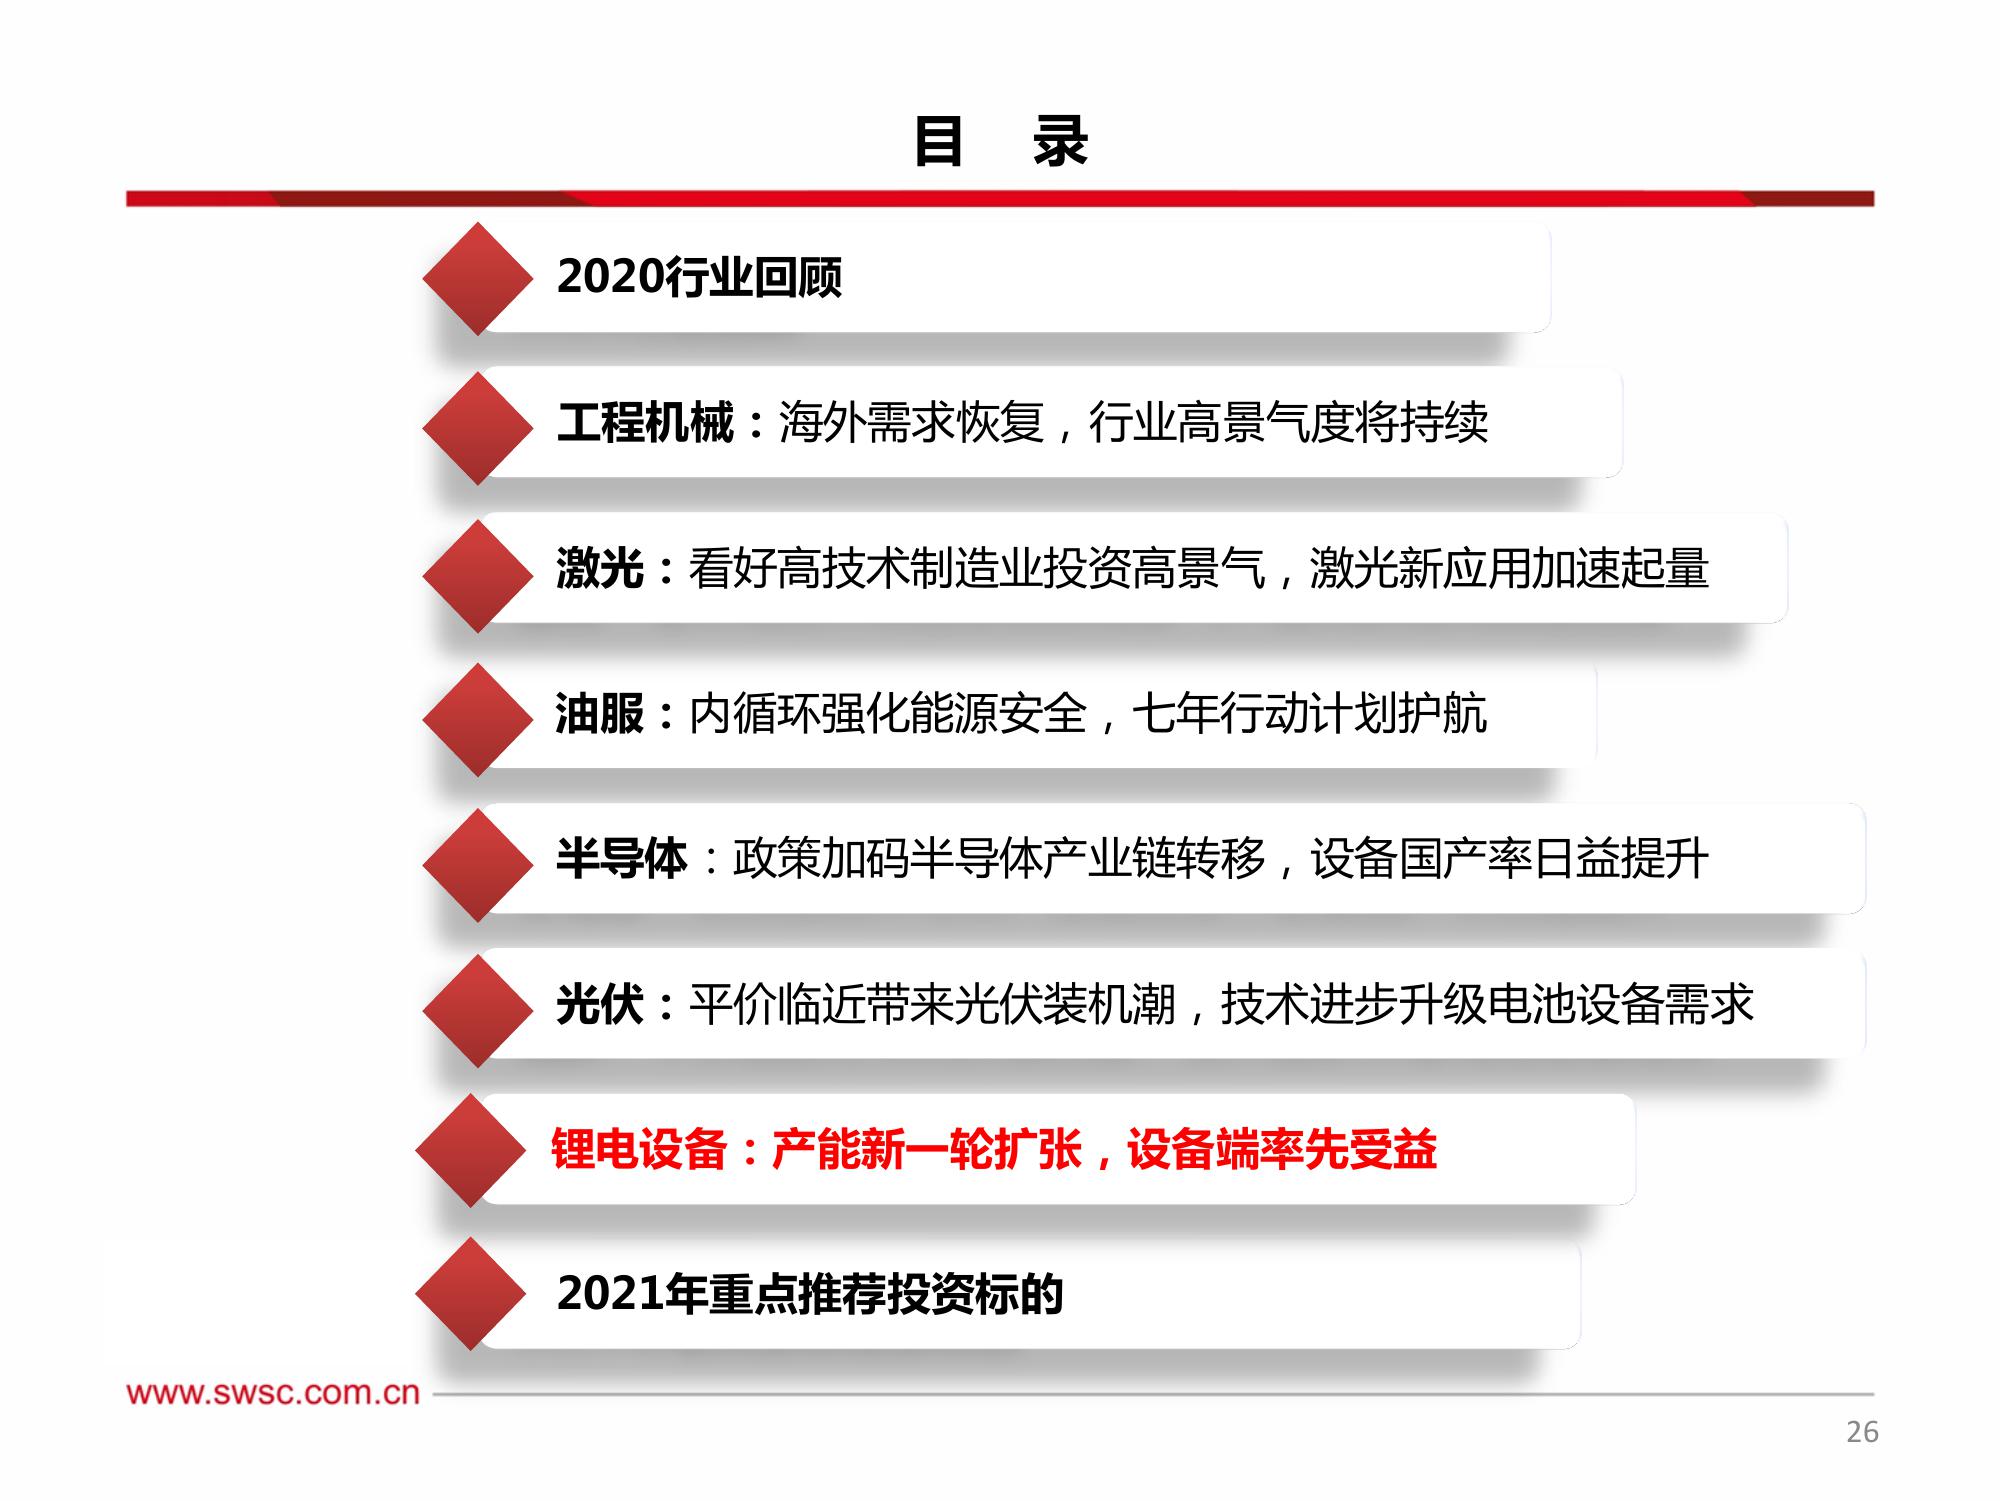 目 录
2020行业回顾
工程机械：海外需求恢复，行业高景气度将持续
激光：看好高技术制造业投资高景气，激光新应用加速起量
油服：内循环强化能源安全，七年行动计划护航
半导体：政策加码半导体产业链转移，设备国产率日益提升
光伏：平价临近带来光伏装机潮，技术进步升级电池设备需求
锂电设备：产能新一轮扩张，设备端率先受益
2021年重点推荐投资标的
www.swsc.com.cn
26